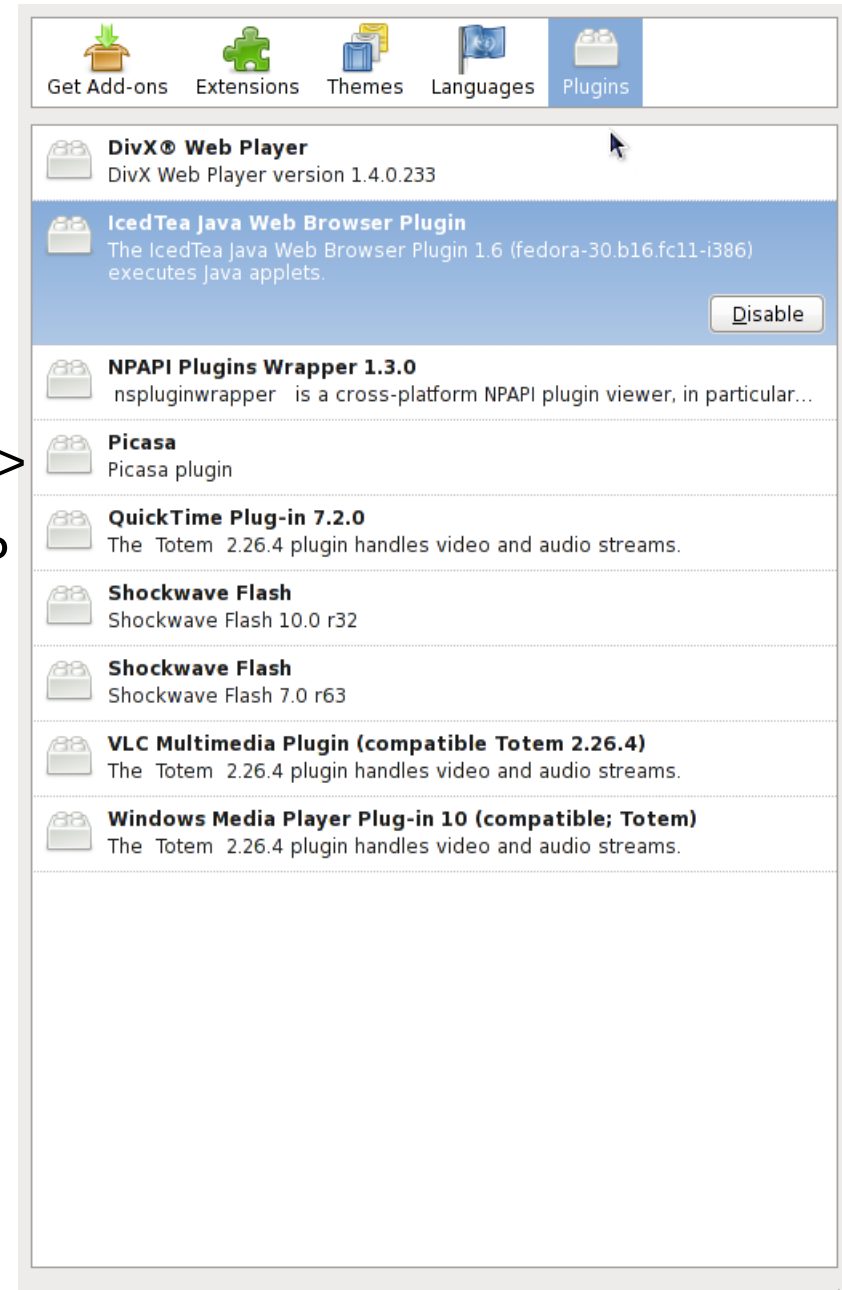 Get Add-ons Extensions Themes Languages Plugins
DivX® Web Player
DivX Web Player version 1.4.0.233
IcedTea Java Web Browser Plugin
The IcedTea Java Web Browser Plugin 1.6 (fedora-30.b16.fc11-i386)
executes Java applets.
Disable
NPAPI Plugins Wrapper 1.3.0
nspluginwrapper is a cross-platform NPAPI plugin viewer, in particular...
>
Picasa
Picasa plugin
QuickTime Plug-in 7.2.0
The Totem 2.26.4 plugin handles video and audio streams.
Shockwave Flash
Shockwave Flash 10.0 r32
Shockwave Flash
Shockwave Flash 7.0 r63
VLC Multimedia Plugin (compatible Totem 2.26.4)
The Totem 2.26.4 plugin handles video and audio streams.
Windows Media Player Plug-in 10 (compatible; Totem)
The Totem 2.26.4 plugin handles video and audio streams.